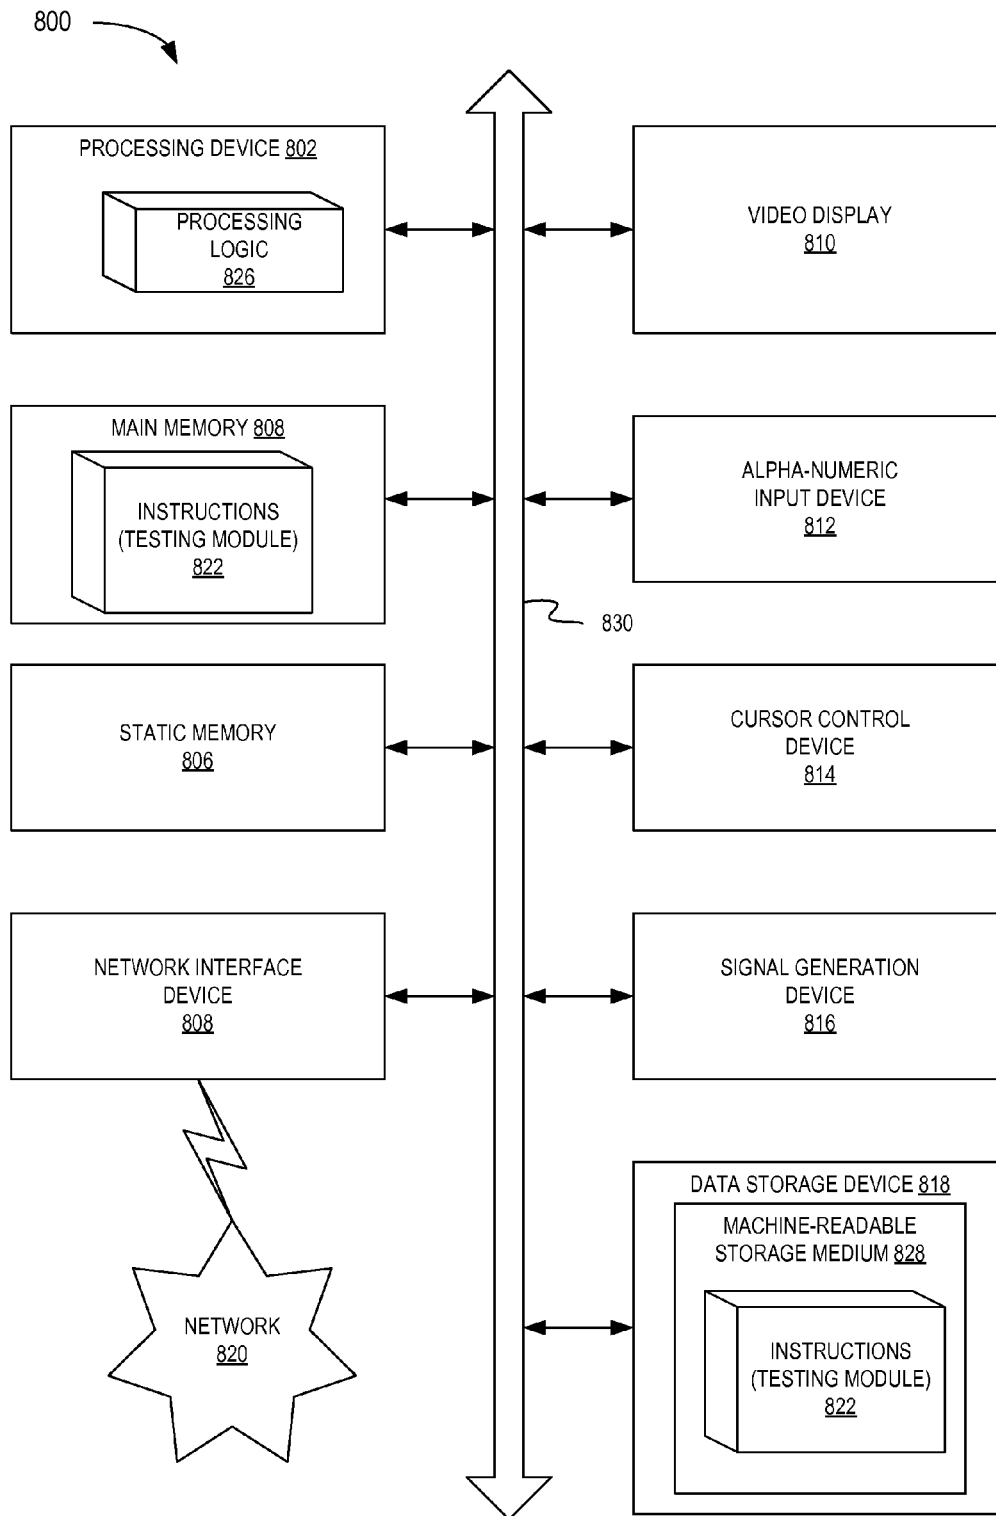 800
PROCESSING DEVICE 802
PROCESSING
LOGIC
826
VIDEO DISPLAY
810
MAIN MEMORY 808
INSTRUCTIONS
(TESTING MODULE)
822
ALPHA-NUMERIC
INPUT DEVICE
812
830
STATIC MEMORY
806
CURSOR CONTROL
DEVICE
814
NETWORK INTERFACE
DEVICE
808
SIGNAL GENERATION
DEVICE
816
DATA STORAGE DEVICE 818
MACHINE-READABLE
STORAGE MEDIUM 828
INSTRUCTIONS
(TESTING MODULE)
822
NETWORK
820